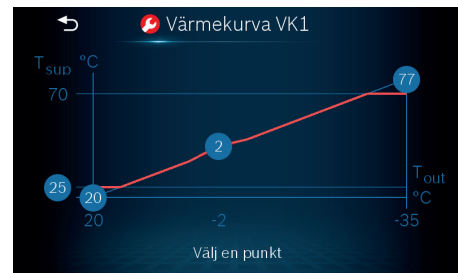 Värmekurva VK1
T sup °C
77
70
2
25
20
T out
°C
20 -2 -35
Välj en punkt